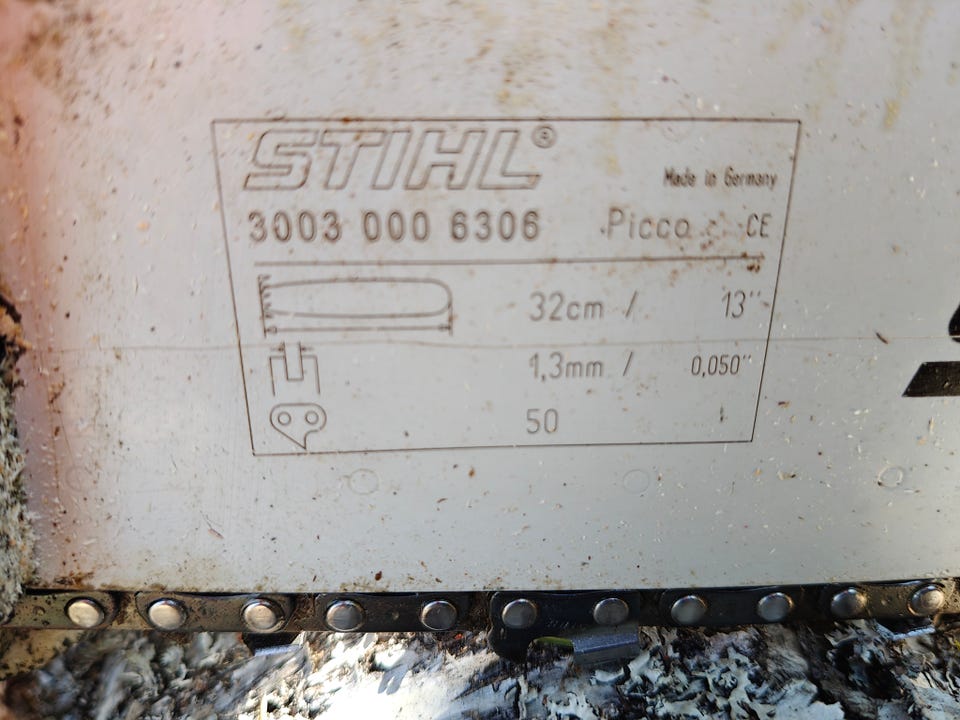 STIHL®
Made in Germany
3003 000 6306 Picco CE
32cm / 13"
1,3mm / 0,050"
50